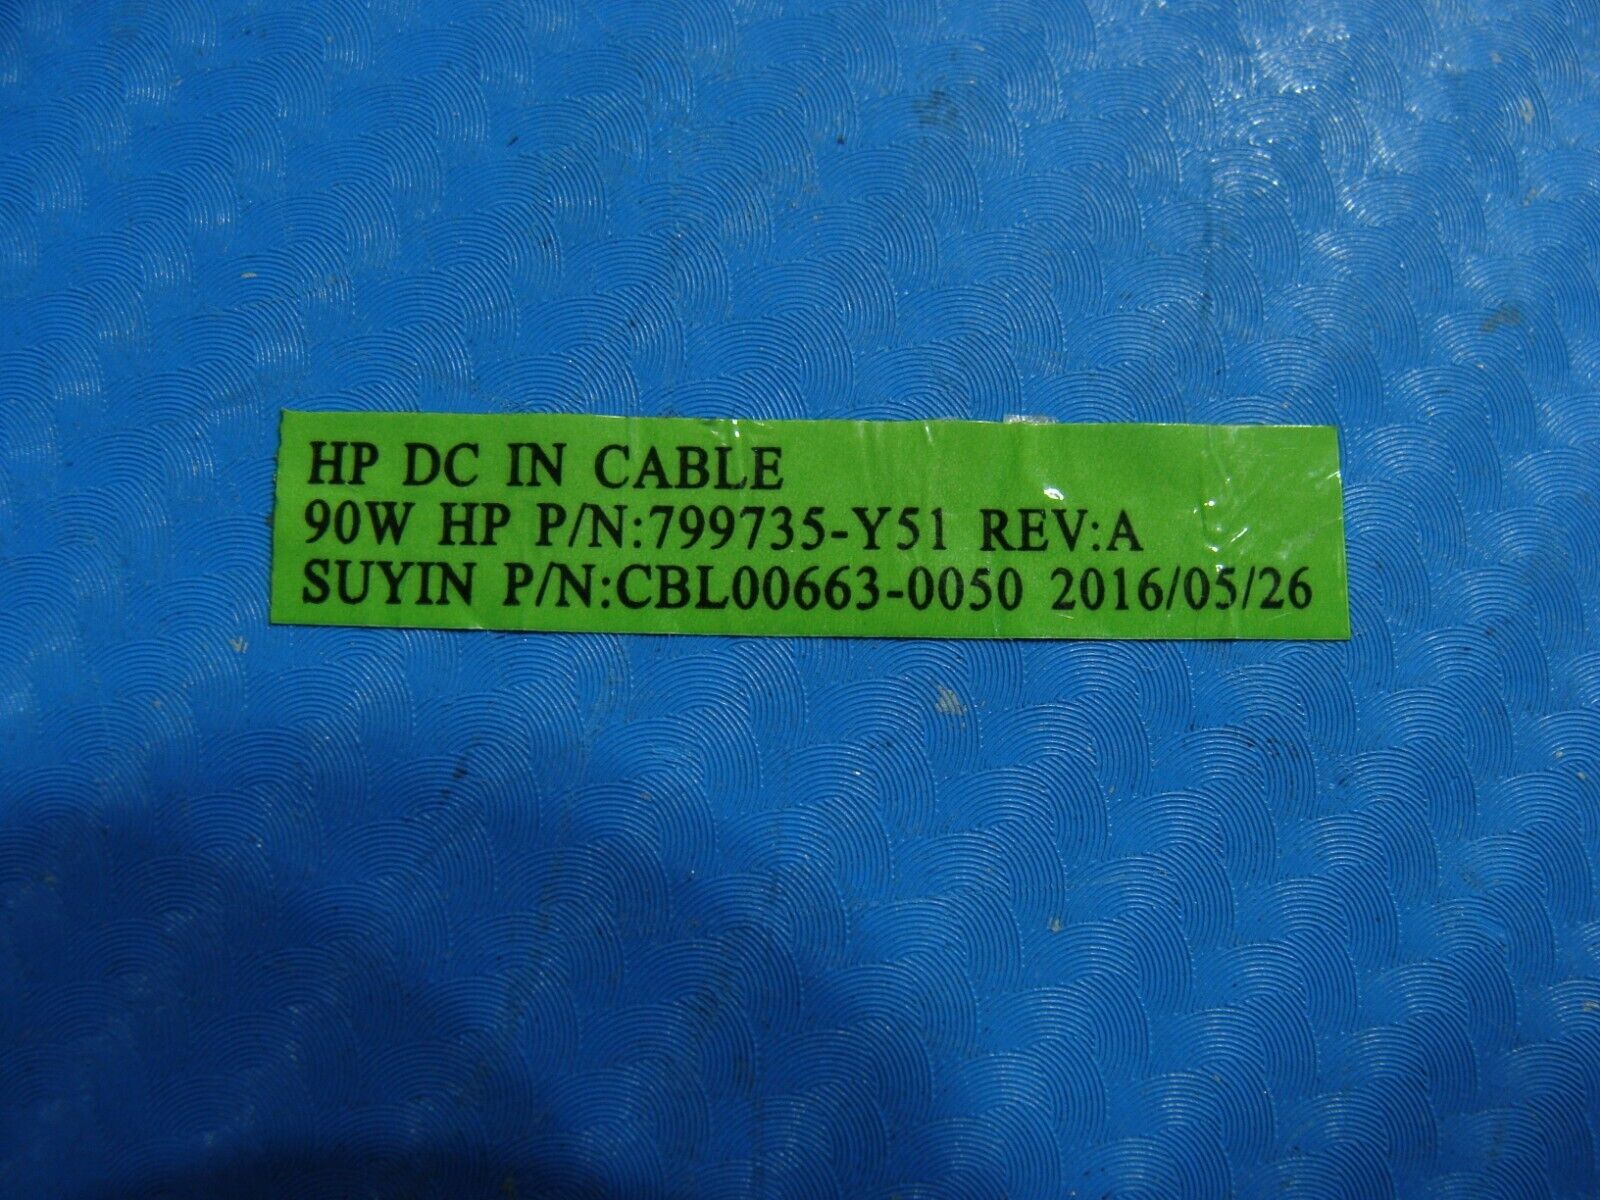 HP DC IN CABLE
90W HP P/N:799735-Y51 REV:A
SUYIN P/N:CBL00663-0050 2016/05/26